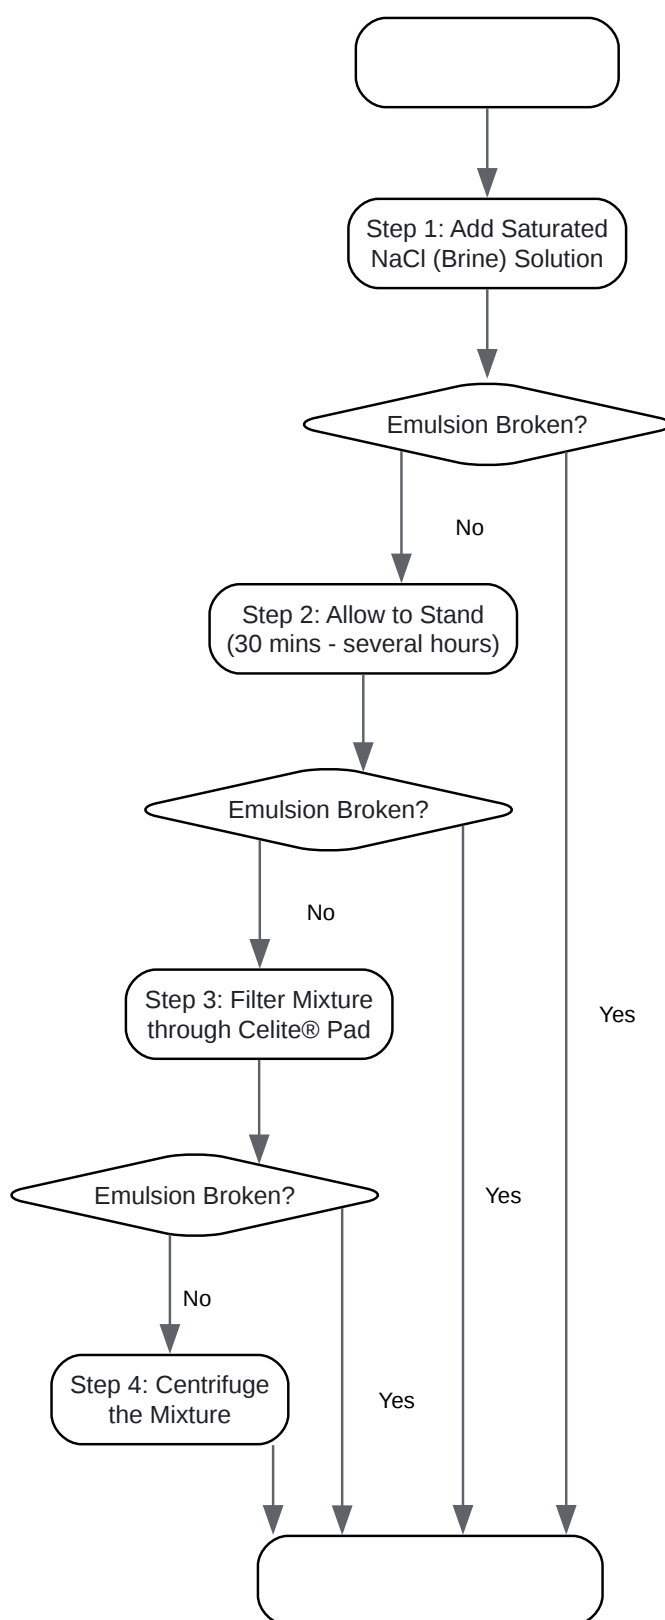 Step 1: Add Saturated
NaCl (Brine) Solution
Emulsion Broken?
No
Step 2: Allow to Stand
(30 mins - several hours)
Emulsion Broken?
No
Step 3: Filter Mixture
through Celite® Pad
Yes
Emulsion Broken?
Yes
No
Step 4: Centrifuge
the Mixture
Yes